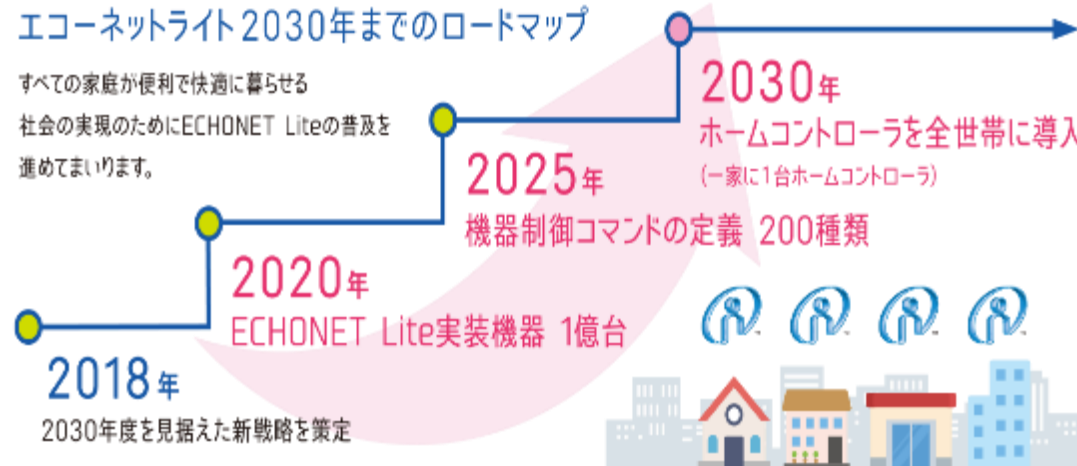 エコーネットライト2030年までのロードマップ
すべての家庭が便利で快適に暮らせる
社会の実現のためにECHONET Liteの普及を
進めてまいります。
2030年
ホームコントローラを全世帯に導入
(一家に1台ホームコントローラ)
2025年
機器制御コマンドの定義 200種類
2020年
ECHONET Lite実装機器 1億台
2018年
2030年度を見据えた新戦略を策定